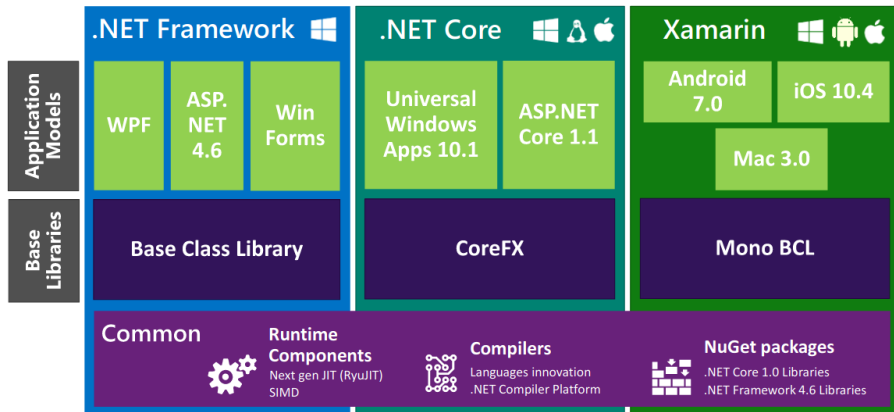 .NET Framework
.NET Core
Xamarin
Application
Models
WPF
ASP.
NET
4.6
Win
Forms
Universal
Windows
Apps 10.1
ASP.NET
Core 1.1
Android
7.0
iOS 10.4
Mac 3.0
Base
Libraries
Base Class Library
CoreFX
Mono BCL
Common
Runtime
Components
Next gen JIT (RyuJIT)
SIMD
Compilers
Languages innovation
.NET Compiler Platform
NuGet packages
.NET Core 1.0 Libraries
.NET Framework 4.6 Libraries